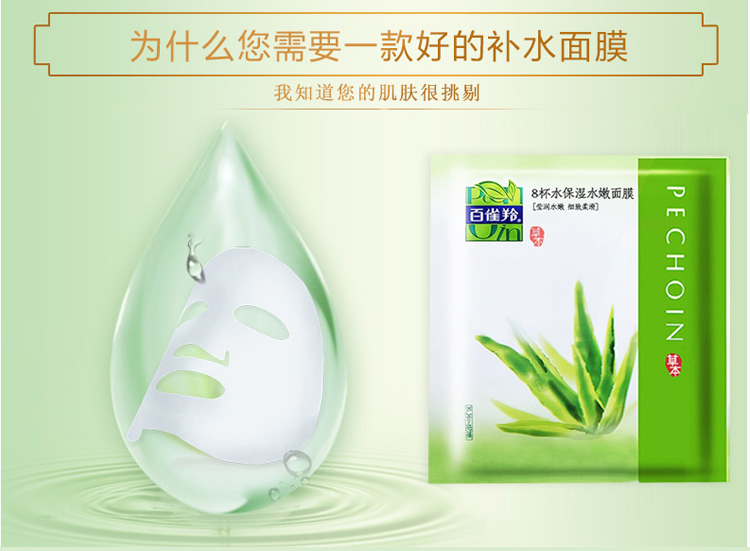 为什么您需要一款好的补水面膜
我知道您的肌肤很挑剔
百雀羚®
8杯水保湿水嫩面膜
[莹润水嫩 细致柔滑]
草本
PECHOIN
草本